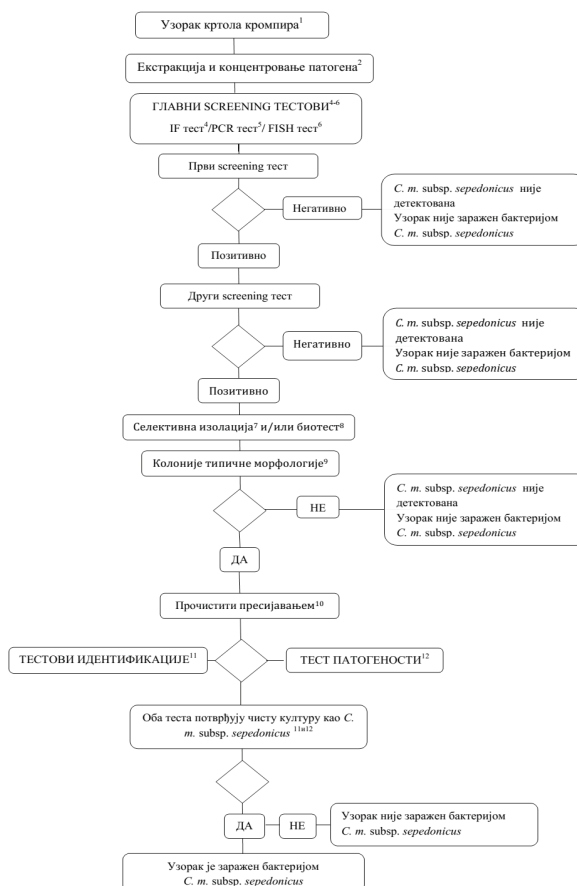 Узорак кртола кромпира¹
Екстракција и концентровање патогена²
ГЛАВНИ SCREENING ТЕСТОВИ⁴⁻⁶
IF тест⁴/PCR тест⁵/ FISH тест⁶
Први screening тест
Негативно
C. m. subsp. sepedonicus није
детектована
Узорак није заражен бактеријом
C. m. subsp. sepedonicus
Позитивно
Други screening тест
Негативно
C. m. subsp. sepedonicus није
детектована
Узорак није заражен бактеријом
C. m. subsp. sepedonicus
Позитивно
Селективна изолација⁷ и/или биотест⁸
Колоније типичне морфологије⁹
НЕ
C. m. subsp. sepedonicus није
детектована
Узорак није заражен бактеријом
C. m. subsp. sepedonicus
ДА
Прочистити пресијавањем¹⁰
ТЕСТОВИ ИДЕНТИФИКАЦИЈЕ¹¹
ТЕСТ ПАТОГЕНОСТИ¹²
Оба теста потврђују чисту културу као C.
m. subsp. sepedonicus ¹¹ᴵ¹²
ДА
НЕ
Узорак није заражен бактеријом
C. m. subsp. sepedonicus
Узорак је заражен бактеријом
C. m. subsp. sepedonicus